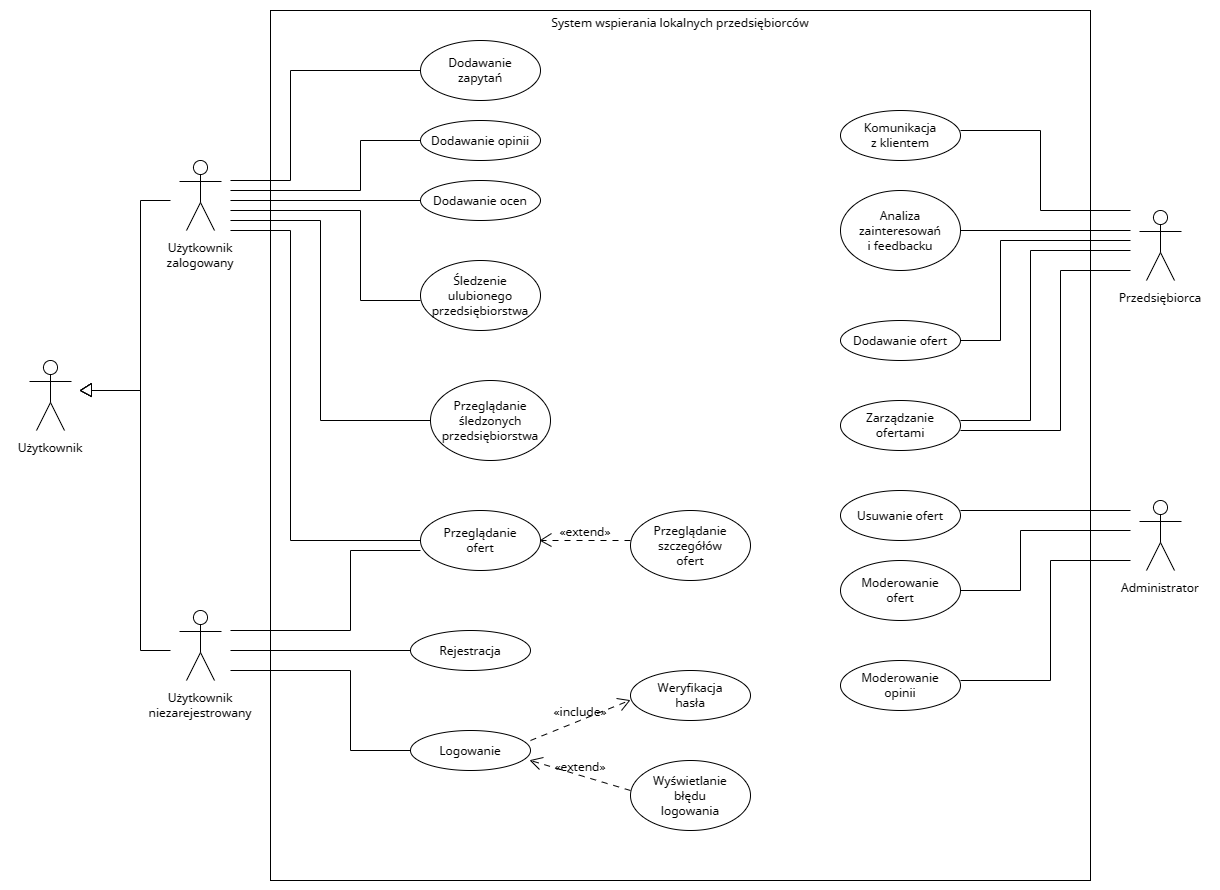 System wspierania lokalnych przedsiębiorców
Dodawanie
zapytań
Dodawanie opinii
Dodawanie ocen
Śledzenie
ulubionego
przedsiębiorstwa
Przeglądanie
śledzonych
przedsiębiorstwa
Przeglądanie
ofert
«extend»
Przeglądanie
szczegółów
ofert
Rejestracja
Logowanie
«include»
Weryfikacja
hasła
«extend»
Wyświetlanie
błędu
logowania
Komunikacja
z klientem
Analiza
zainteresowań
i feedbacku
Dodawanie ofert
Zarządzanie
ofertami
Usuwanie ofert
Moderowanie
ofert
Moderowanie
opinii
Użytkownik
zalogowany
Użytkownik
Użytkownik
niezarejestrowany
Przedsiębiorca
Administrator